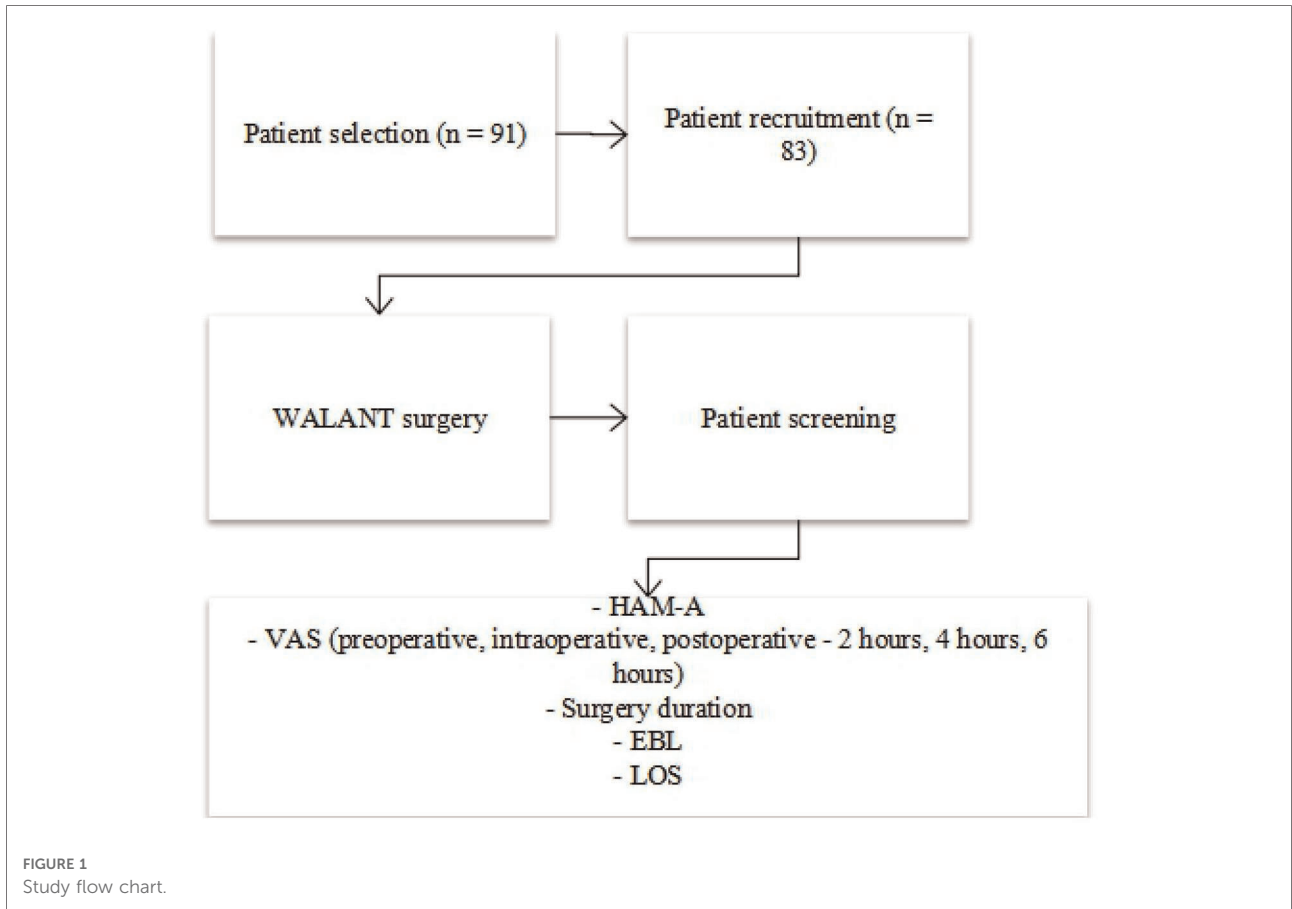 Patient selection (n = 91)
Patient recruitment (n =
83)
WALANT surgery
Patient screening
- HAM-A
- VAS (preoperative, intraoperative, postoperative - 2 hours, 4 hours, 6
hours)
- Surgery duration
- EBL
- LOS
FIGURE 1
Study flow chart.